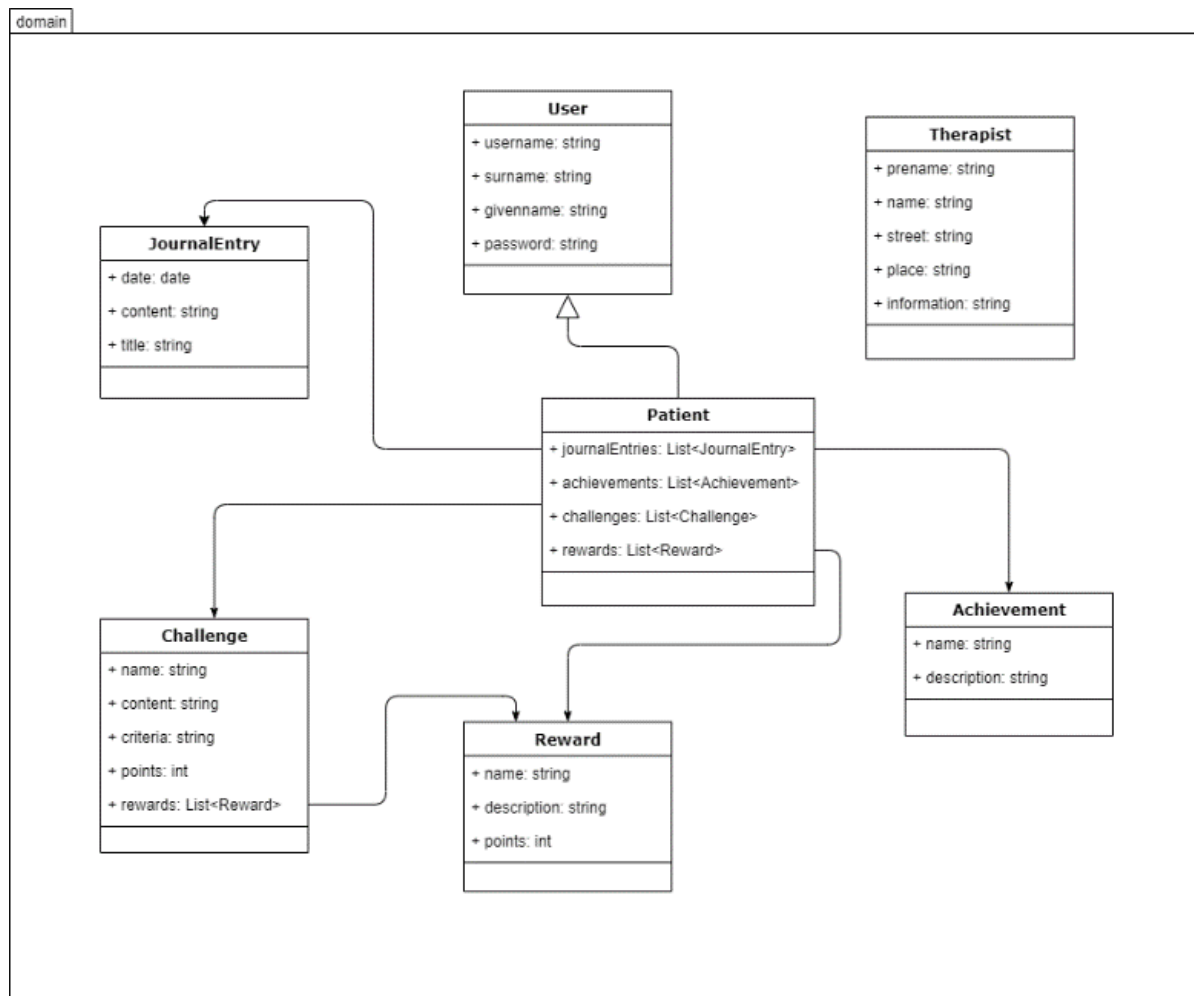 domain
User
+ username: string
+ surname: string
+ givenname: string
+ password: string
Therapist
+ prename: string
+ name: string
+ street: string
+ place: string
+ information: string
JournalEntry
+ date: date
+ content: string
+ title: string
Patient
+ journalEntries: List<JournalEntry>
+ achievements: List<Achievement>
+ challenges: List<Challenge>
+ rewards: List<Reward>
Challenge
+ name: string
+ content: string
+ criteria: string
+ points: int
+ rewards: List<Reward>
Reward
+ name: string
+ description: string
+ points: int
Achievement
+ name: string
+ description: string